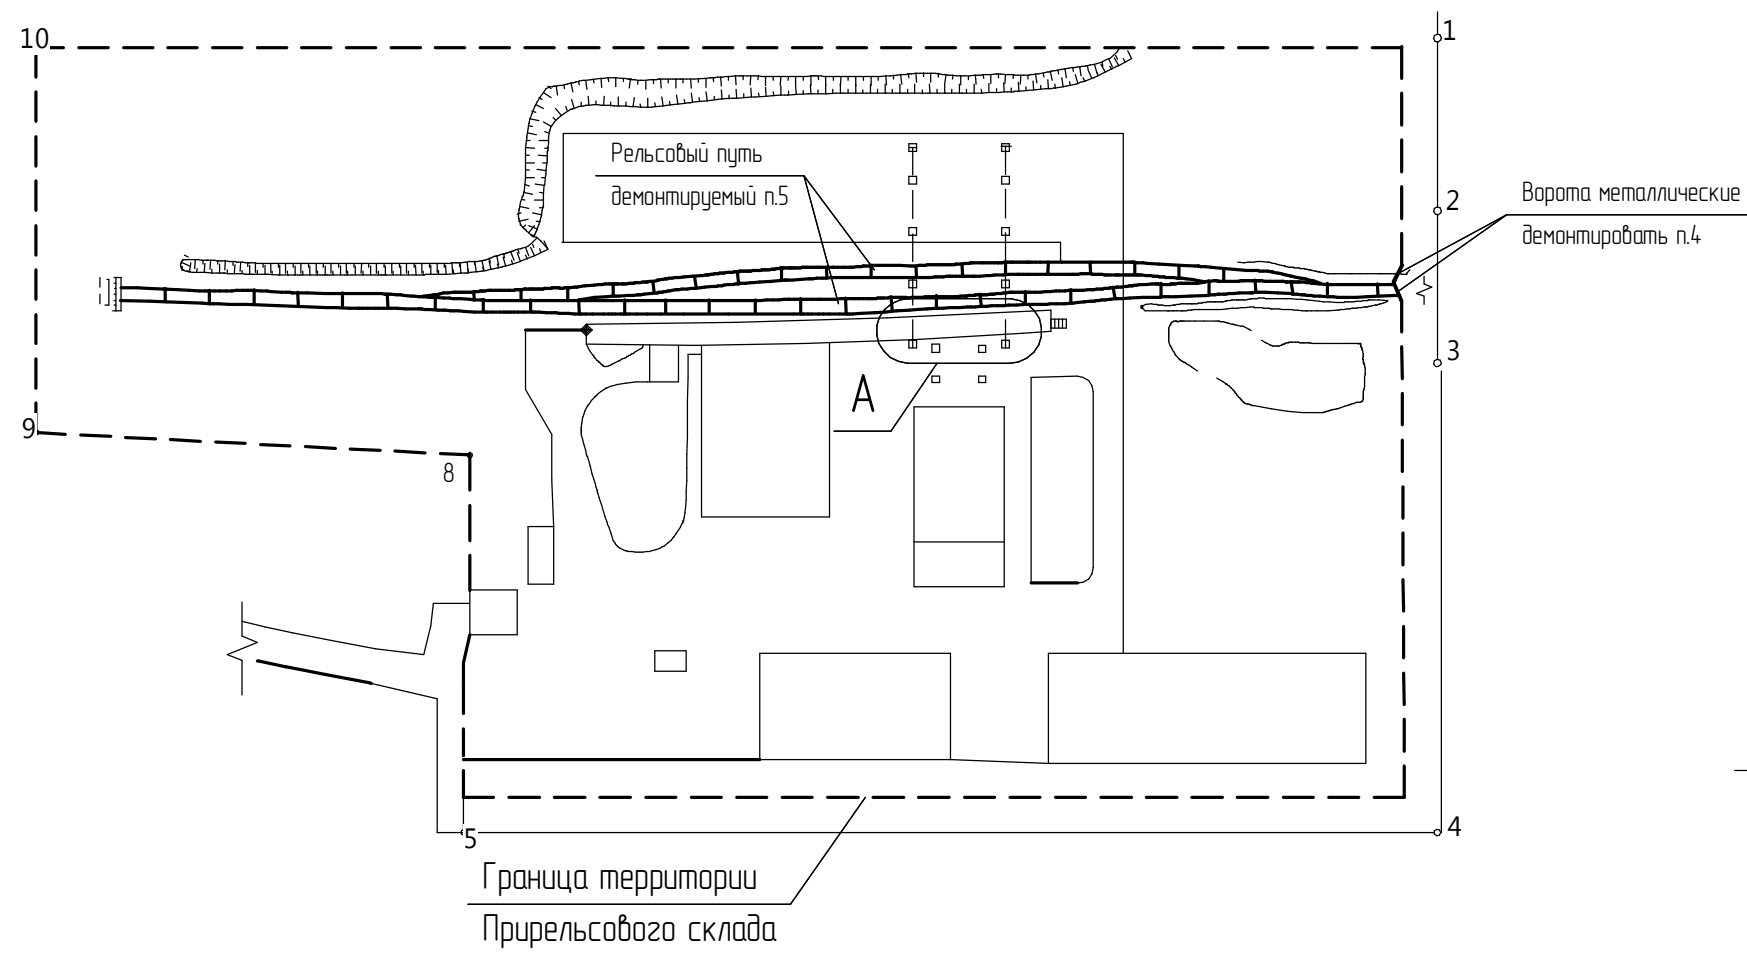 10
1
Рельсовый путь
демонтируемый п.5
2
Ворота металлические
демонтировать п.4
3
А
9
8
5
4
Граница территории
Прирельсового склада